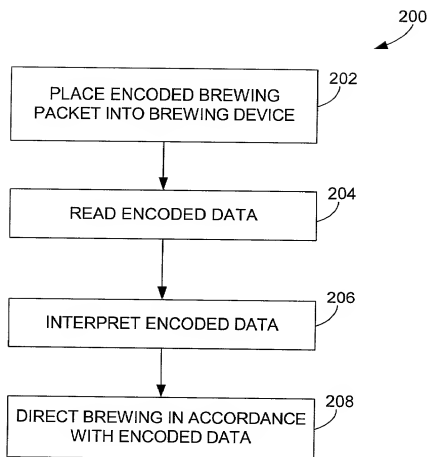 200
PLACE ENCODED BREWING
PACKET INTO BREWING DEVICE
202
READ ENCODED DATA
204
INTERPRET ENCODED DATA
206
DIRECT BREWING IN ACCORDANCE
WITH ENCODED DATA
208